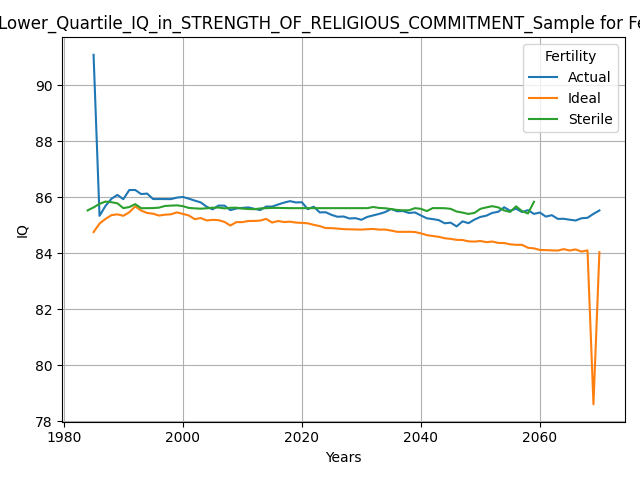 Lower_Quartile_IQ_in_STRENGTH_OF_RELIGIOUS_COMMITMENT_Sample for Fe
Fertility
Actual
Ideal
Sterile
IQ
90
88
86
84
82
80
78
1980
2000
2020
2040
2060
Years